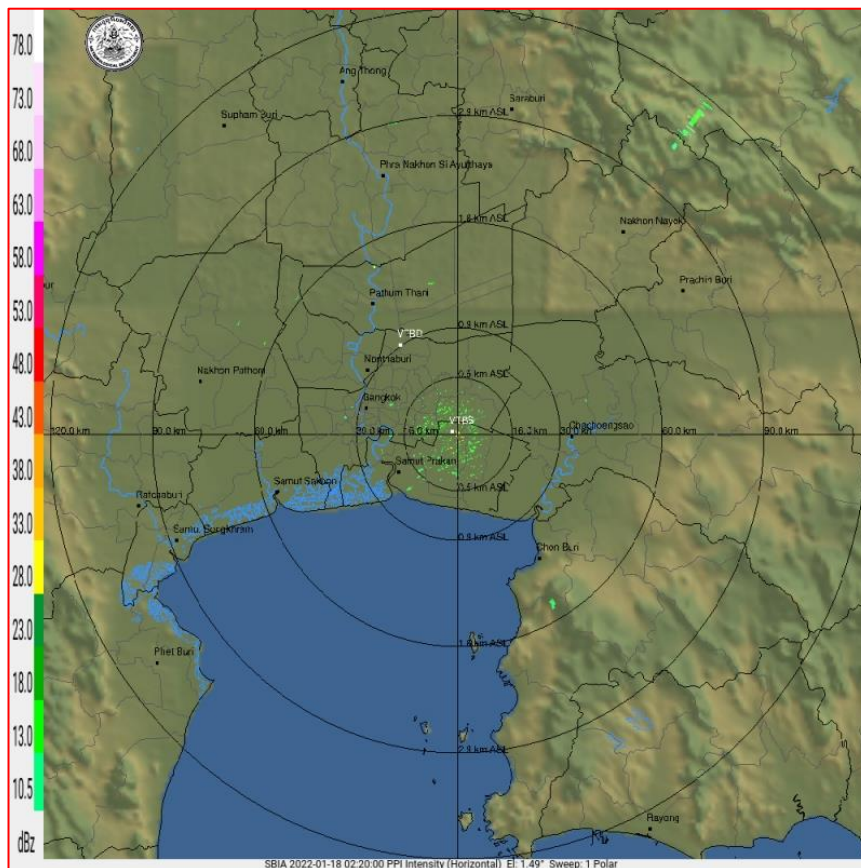 78.0
73.0
68.0
63.0
58.0
53.0
48.0
43.0
38.0
33.0
28.0
23.0
18.0
13.0
10.5
dBz
Ang Thong
Saraburi
2.9 km ASL
Suphan Buri
Phra Nakhon Si Ayutthaya
1.8 km ASL
Nakhon Nayok
Prachin Buri
Pathum Thani
0.9 km ASL
VTBD
Nonthaburi
0.5 km ASL
Nakhon Pathom
Bangkok
VTBS
Chachoengsao
120.0 km
90.0 km
60.0 km
30.0 km
16.0 km
16.0 km
30.0 km
60.0 km
90.0 km
Samut Prakan
Samut Sakhon
Ratchaburi
Samut Songkhram
0.9 km ASL
Chon Buri
Phet Buri
2.9 km ASL
Rayong
SBIA 2022-01-18 02:20:00 PPI Intensity (Horizontal) El: 1.49° Sweep: 1 Polar